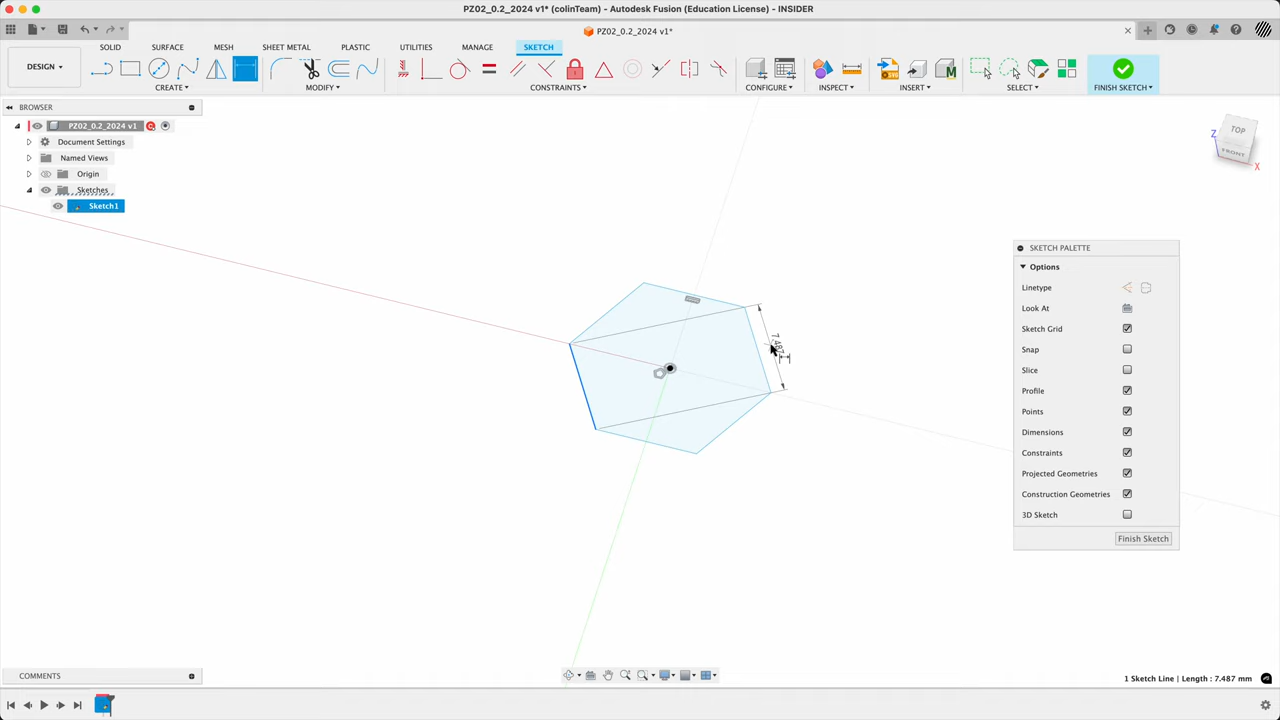 PZ02_0.2_2024 v1* (colinTeam) - Autodesk Fusion (Education License) - INSIDER
PZ02_0.2_2024 v1*
DESIGN
SOLID SURFACE MESH SHEET METAL PLASTIC UTILITIES MANAGE SKETCH
CREATE MODIFY CONSTRAINTS CONFIGURE INSPECT INSERT SELECT FINISH SKETCH
BROWSER
PZ02_0.2_2024 v1
Document Settings
Named Views
Origin
Sketches
Sketch1
TOP
FRONT
Z
X
7.487
SKETCH PALETTE
Options
Linetype
Look At
Sketch Grid
Snap
Slice
Profile
Points
Dimensions
Constraints
Projected Geometries
Construction Geometries
3D Sketch
Finish Sketch
COMMENTS
1 Sketch Line | Length : 7.487 mm